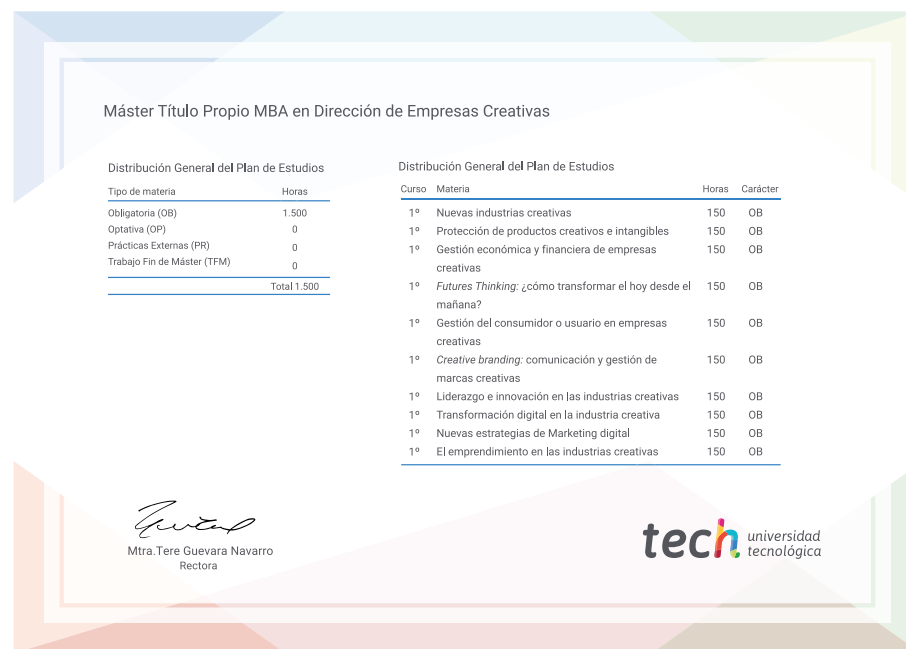 Máster Título Propio MBA en Dirección de Empresas Creativas
Distribución General del Plan de Estudios
Tipo de materia Horas
Obligatoria (OB) 1.500
Optativa (OP) 0
Prácticas Externas (PR) 0
Trabajo Fin de Máster (TFM) 0
Total 1.500
Distribución General del Plan de Estudios
Curso Materia Horas Carácter
1º Nuevas industrias creativas 150 OB
1º Protección de productos creativos e intangibles 150 OB
1º Gestión económica y financiera de empresas 150 OB
creativas
1º Futures Thinking: ¿cómo transformar el hoy desde el 150 OB
mañana?
1º Gestión del consumidor o usuario en empresas 150 OB
creativas
1º Creative branding: comunicación y gestión de 150 OB
marcas creativas
1º Liderazgo e innovación en las industrias creativas 150 OB
1º Transformación digital en la industria creativa 150 OB
1º Nuevas estrategias de Marketing digital 150 OB
1º El emprendimiento en las industrias creativas 150 OB
Mtra.Tere Guevara Navarro
Rectora
tech universidad
tecnológica